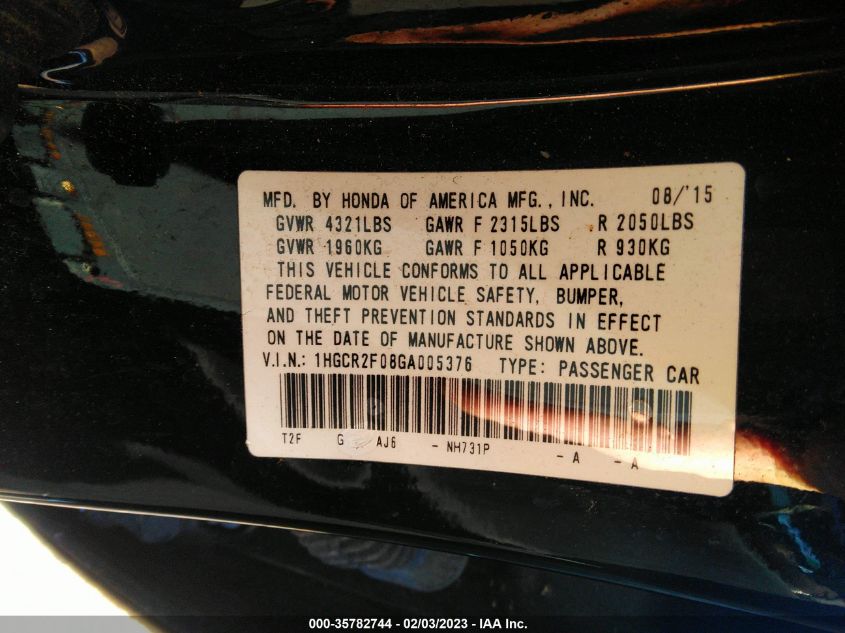 MFD. BY HONDA OF AMERICA MFG., INC. 08/'15
GVWR 4321LBS GAWR F 2315LBS R 2050LBS
GVWR 1960KG GAWR F 1050KG R 930KG
THIS VEHICLE CONFORMS TO ALL APPLICABLE
FEDERAL MOTOR VEHICLE SAFETY, BUMPER,
AND THEFT PREVENTION STANDARDS IN EFFECT
ON THE DATE OF MANUFACTURE SHOWN ABOVE.
V.I.N.: 1HGCR2F08GA005376 TYPE: PASSENGER CAR
T2F G AJ6 - NH731P - A - A
000-35782744 - 02/03/2023 - IAA Inc.